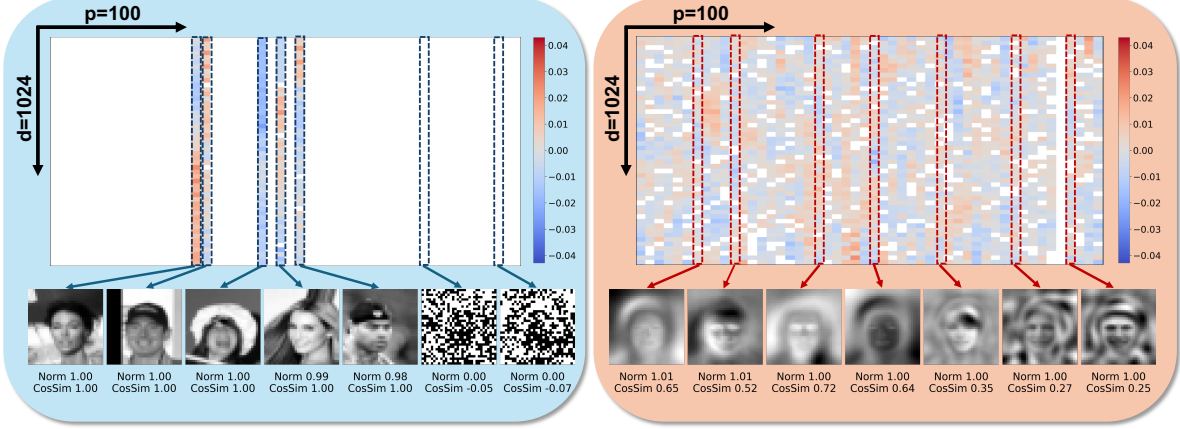 p=100
d=1024
0.04
0.03
0.02
0.01
0.00
−0.01
−0.02
−0.03
−0.04
Norm 1.00
CosSim 1.00
Norm 1.00
CosSim 1.00
Norm 1.00
CosSim 1.00
Norm 0.99
CosSim 1.00
Norm 0.98
CosSim 1.00
Norm 0.00
CosSim -0.05
Norm 0.00
CosSim -0.07
p=100
d=1024
0.04
0.03
0.02
0.01
0.00
−0.01
−0.02
−0.03
−0.04
Norm 1.01
CosSim 0.65
Norm 1.01
CosSim 0.52
Norm 1.00
CosSim 0.72
Norm 1.00
CosSim 0.64
Norm 1.00
CosSim 0.35
Norm 1.00
CosSim 0.27
Norm 1.00
CosSim 0.25